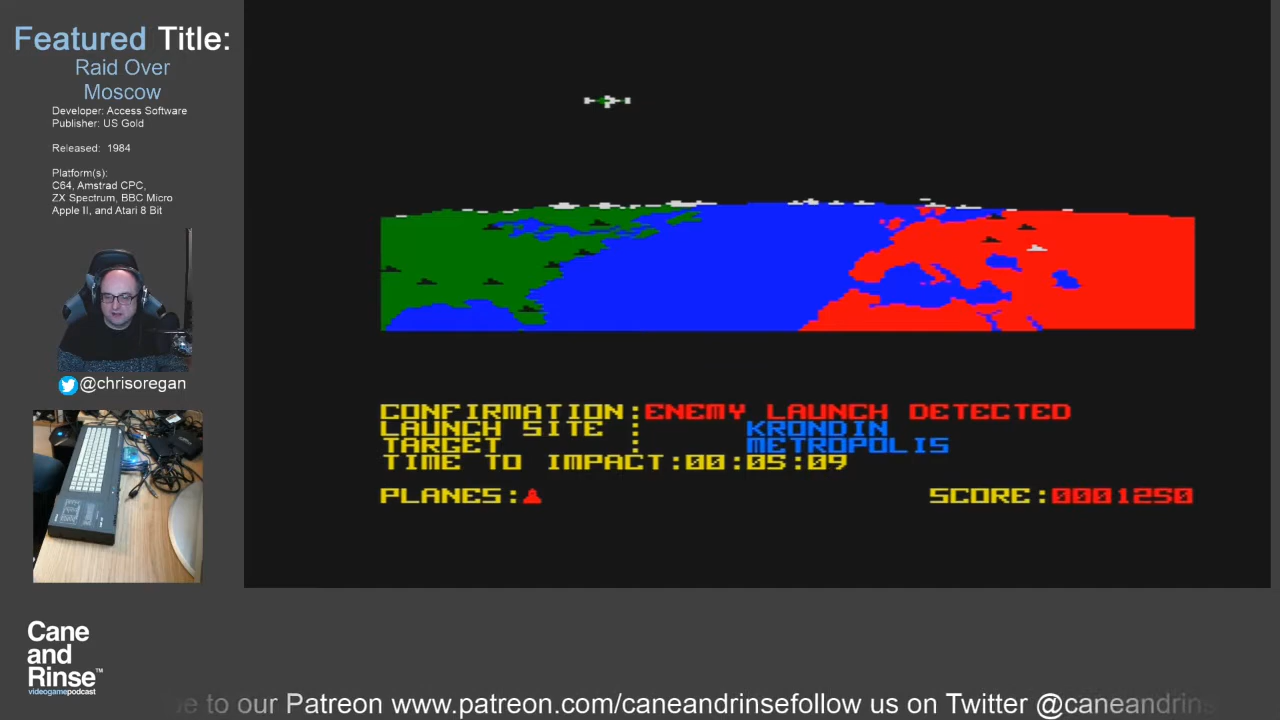 Featured Title:
Raid Over
Moscow
Developer: Access Software
Publisher: US Gold
Released: 1984
Platform(s):
C64, Amstrad CPC,
ZX Spectrum, BBC Micro
Apple II, and Atari 8 Bit
@chrisoregan
CONFIRMATION:ENEMY LAUNCH DETECTED
LAUNCH SITE : KRONDIN
TARGET : METROPOLIS
TIME TO IMPACT:00:05:09
PLANES: SCORE:0001250
Cane
and
Rinse™
videogamepodcast
to our Patreon www.patreon.com/caneandrinsefollow us on Twitter @caneandrins